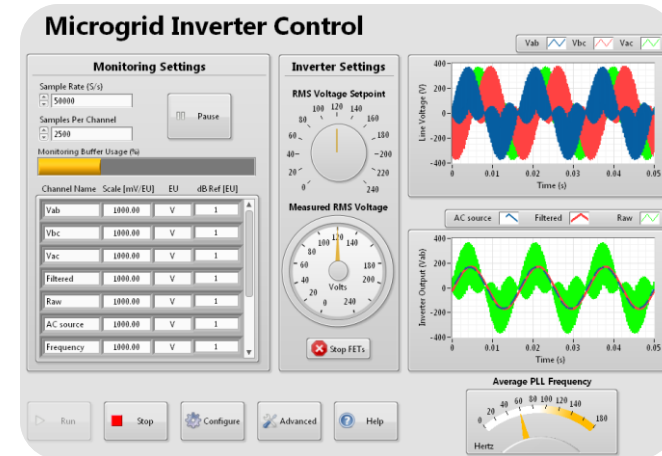 Microgrid Inverter Control
Monitoring Settings
Sample Rate (S/s)
50000
Samples Per Channel
2500
Pause
Monitoring Buffer Usage (%)
Channel Name Scale [mV/EU] EU dB Ref [EU]
Vab 1000.00 V 1
Vbc 1000.00 V 1
Vac 1000.00 V 1
Filtered 1000.00 V 1
Raw 1000.00 V 1
AC source 1000.00 V 1
Frequency 1000.00 V 1
Inverter Settings
RMS Voltage Setpoint
0 20 40 60 80 100 120 140 160 180 200 220 240
Measured RMS Voltage
0 20 40 60 80 100 120 140 180 200 240
Volts
Stop FETs
Vab Vbc Vac
Line Voltage (V)
400
200
0
-200
-400
0 0.01 0.02 0.03 0.04 0.05
Time (s)
AC source Filtered Raw
Inverter Output (Vab)
400
200
0
-200
-400
0 0.01 0.02 0.03 0.04 0.05
Time (s)
Average PLL Frequency
0 20 40 60 80 100 120 140 180
Hertz
Run Stop Configure Advanced Help